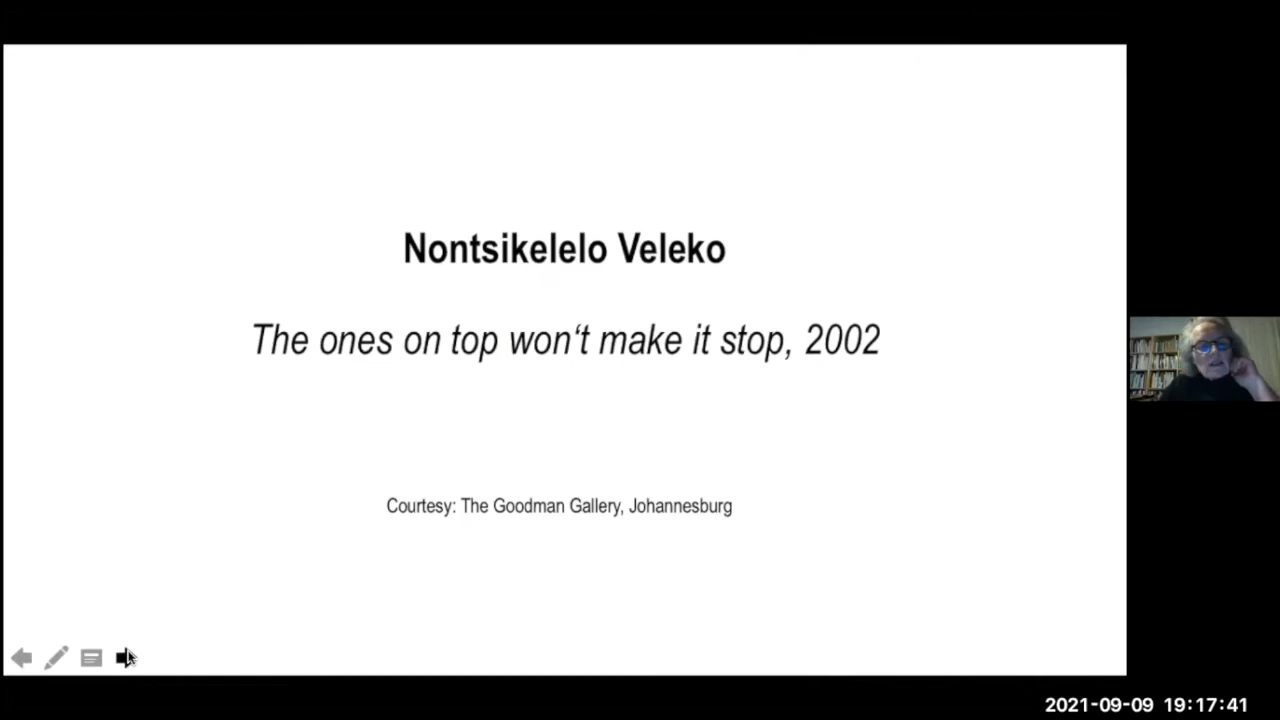 Nontsikelelo Veleko
The ones on top won‘t make it stop, 2002
Courtesy: The Goodman Gallery, Johannesburg
2021-09-09 19:17:41